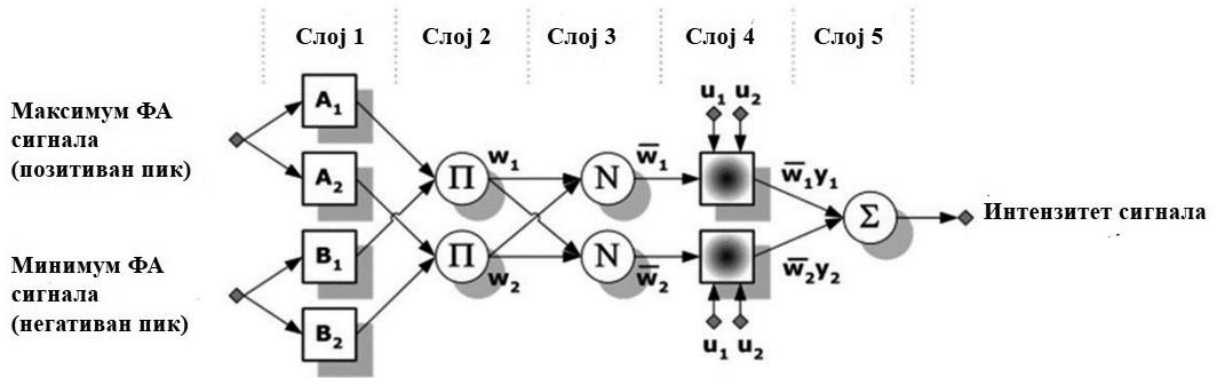 Слој 1 Слој 2 Слој 3 Слој 4 Слој 5
Максимум ФА
сигнала
(позитиван пик)
A₁
A₂
Минимум ФА
сигнала
(негативан пик)
B₁
B₂
Π w₁
Π w₂
N w̅₁
N w̅₂
u₁ u₂
w̅₁y₁
w̅₂y₂
u₁ u₂
Σ
Интензитет сигнала